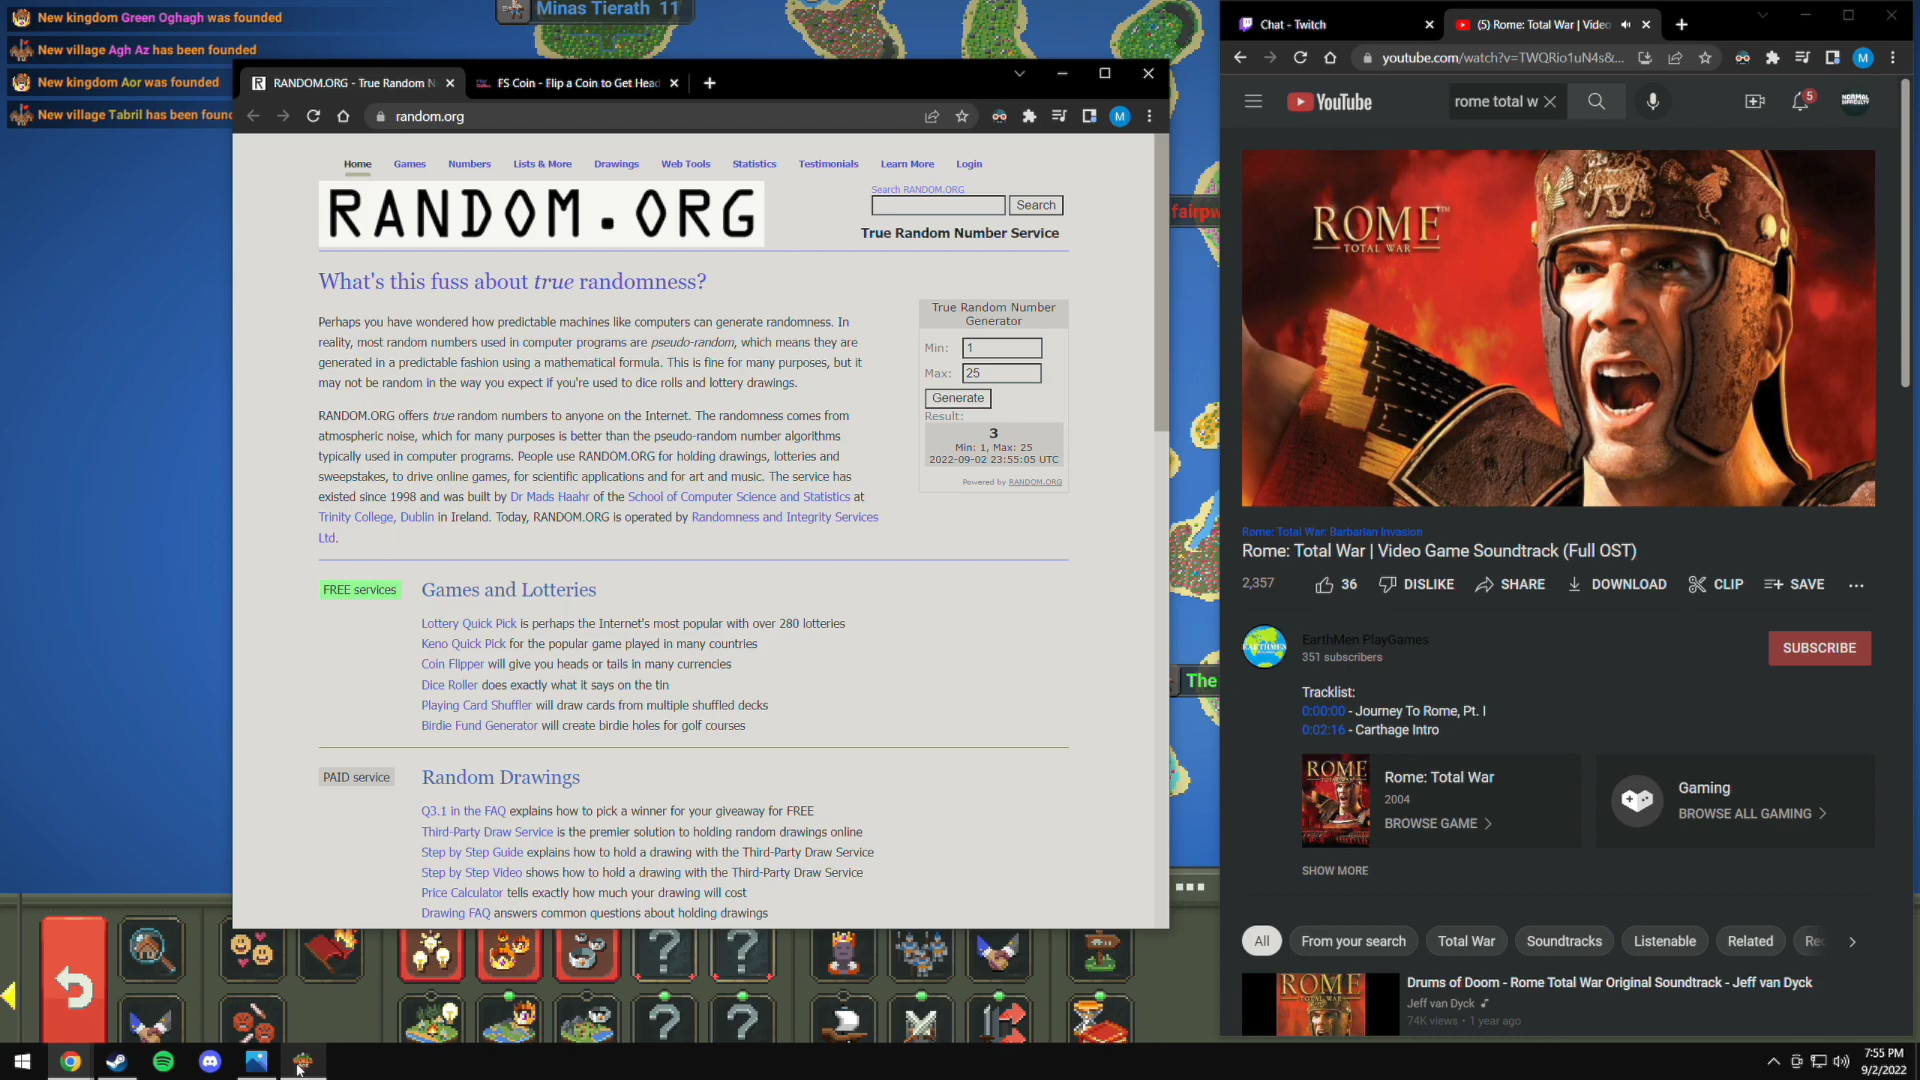 New kingdom Green Oghagh was founded
New village Agh Az has been founded
New kingdom Aor was founded
New village Tabril has been found
Minas Tierath 11
RANDOM.ORG - True Random N
FS Coin - Flip a Coin to Get Head
random.org
Home Games Numbers Lists & More Drawings Web Tools Statistics Testimonials Learn More Login
RANDOM.ORG
Search RANDOM.ORG
Search
True Random Number Service
What's this fuss about true randomness?
Perhaps you have wondered how predictable machines like computers can generate randomness. In
reality, most random numbers used in computer programs are pseudo-random, which means they are
generated in a predictable fashion using a mathematical formula. This is fine for many purposes, but it
may not be random in the way you expect if you're used to dice rolls and lottery drawings.
RANDOM.ORG offers true random numbers to anyone on the Internet. The randomness comes from
atmospheric noise, which for many purposes is better than the pseudo-random number algorithms
typically used in computer programs. People use RANDOM.ORG for holding drawings, lotteries and
sweepstakes, to drive online games, for scientific applications and for art and music. The service has
existed since 1998 and was built by Dr Mads Haahr of the School of Computer Science and Statistics at
Trinity College, Dublin in Ireland. Today, RANDOM.ORG is operated by Randomness and Integrity Services
Ltd.
True Random Number
Generator
Min: 1
Max: 25
Generate
Result:
3
Min: 1, Max: 25
2022-09-02 23:55:05 UTC
Powered by RANDOM.ORG
FREE services
Games and Lotteries
Lottery Quick Pick is perhaps the Internet's most popular with over 280 lotteries
Keno Quick Pick for the popular game played in many countries
Coin Flipper will give you heads or tails in many currencies
Dice Roller does exactly what it says on the tin
Playing Card Shuffler will draw cards from multiple shuffled decks
Birdie Fund Generator will create birdie holes for golf courses
PAID service
Random Drawings
Q3.1 in the FAQ explains how to pick a winner for your giveaway for FREE
Third-Party Draw Service is the premier solution to holding random drawings online
Step by Step Guide explains how to hold a drawing with the Third-Party Draw Service
Step by Step Video shows how to hold a drawing with the Third-Party Draw Service
Price Calculator tells exactly how much your drawing will cost
Drawing FAQ answers common questions about holding drawings
fairpw
The
Chat - Twitch
(5) Rome: Total War | Video
youtube.com/watch?v=TWQRio1uN4s&...
M
M
YouTube
rome total w
5
NORMAL
DIFFICULTY
ROME
TOTAL WAR
Rome: Total War: Barbarian Invasion
Rome: Total War | Video Game Soundtrack (Full OST)
2,357
36
DISLIKE
SHARE
DOWNLOAD
CLIP
SAVE
EARTHMEN
EarthMen PlayGames
351 subscribers
SUBSCRIBE
Tracklist:
0:00:00 - Journey To Rome, Pt. I
0:02:16 - Carthage Intro
ROME
Rome: Total War
2004
BROWSE GAME
Gaming
BROWSE ALL GAMING
SHOW MORE
All From your search Total War Soundtracks Listenable Related Rec
ROME
Drums of Doom - Rome Total War Original Soundtrack - Jeff van Dyck
Jeff van Dyck
74K views • 1 year ago
7:55 PM
9/2/2022